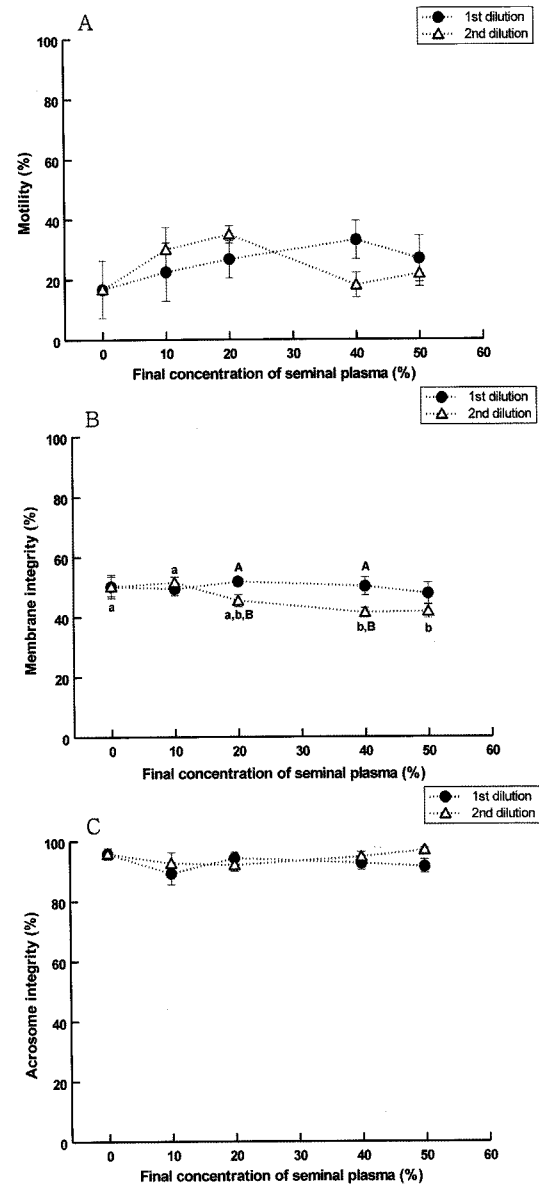 A
1st dilution
2nd dilution
100
80
60
40
20
0
Motility (%)
0 10 20 30 40 50 60
Final concentration of seminal plasma (%)
B
1st dilution
2nd dilution
100
80
60
40
20
0
Membrane integrity (%)
a A A
a a,b,B b,B b
0 10 20 30 40 50 60
Final concentration of seminal plasma (%)
C
1st dilution
2nd dilution
100
80
60
40
20
0
Acrosome integrity (%)
0 10 20 30 40 50 60
Final concentration of seminal plasma (%)